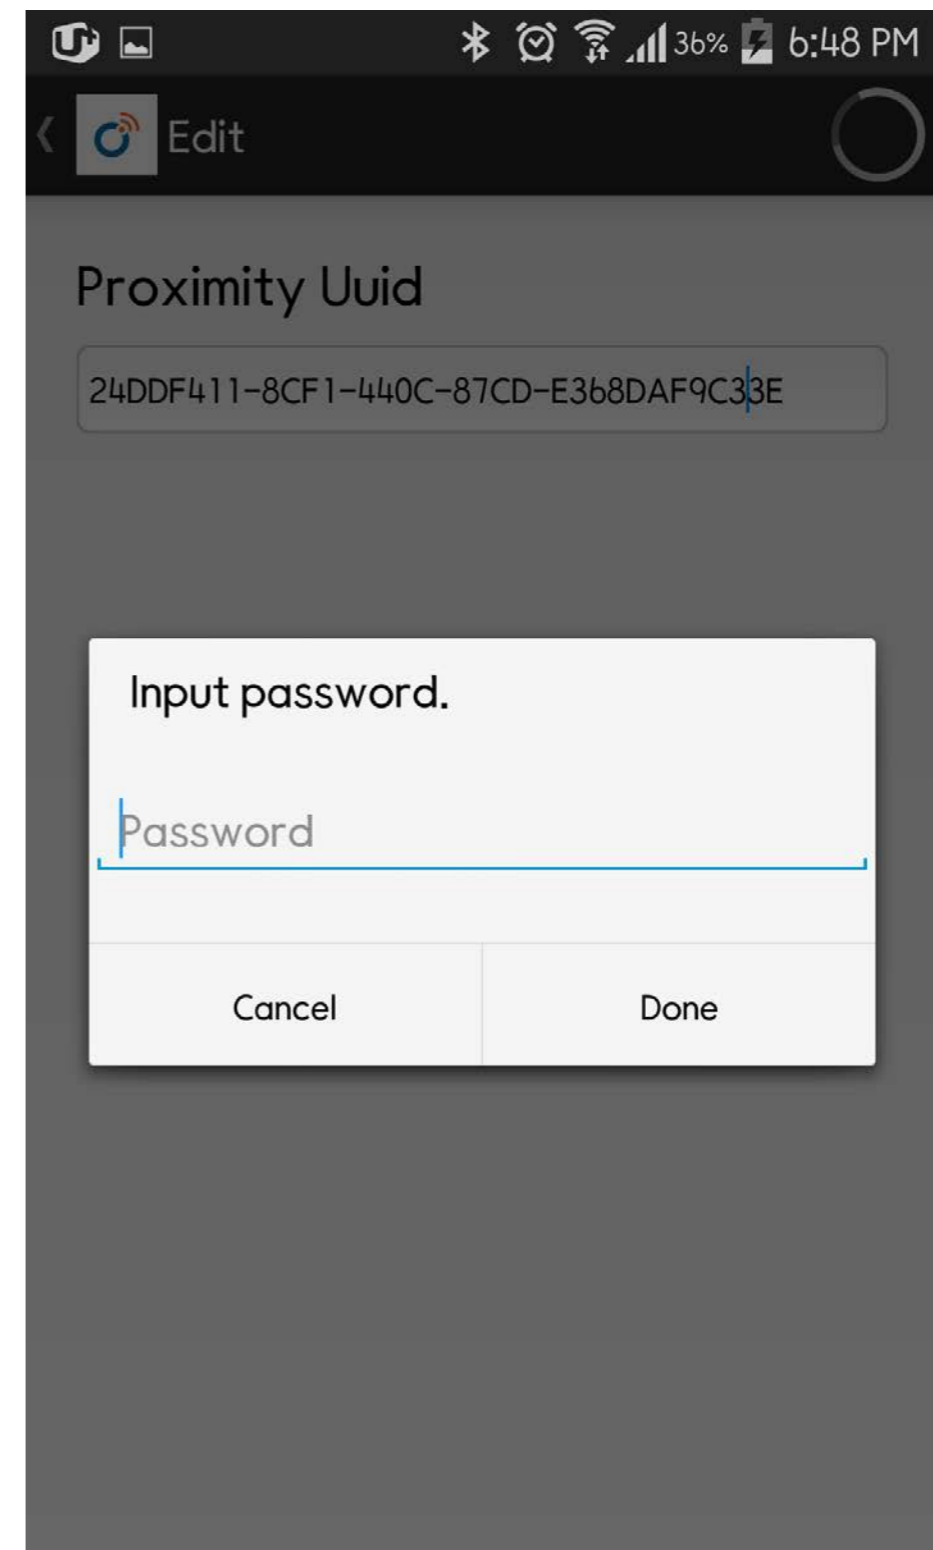 U+ 36% 6:48 PM
Edit
Proximity Uuid
24DDF411-8CF1-440C-87CD-E368DAF9C33E
Input password.
Password
Cancel Done